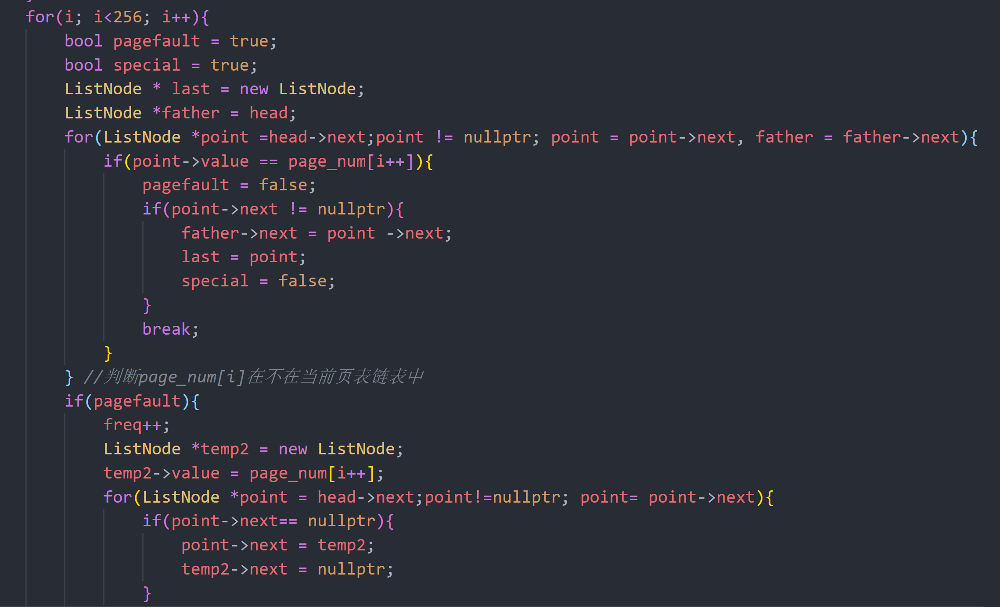 for(i; i<256; i++){
bool pagefault = true;
bool special = true;
ListNode * last = new ListNode;
ListNode *father = head;
for(ListNode *point =head->next;point != nullptr; point = point->next, father = father->next){
if(point->value == page_num[i++]){
pagefault = false;
if(point->next != nullptr){
father->next = point ->next;
last = point;
special = false;
}
break;
}
} //判断page_num[i]在不在当前页表链表中
if(pagefault){
freq++;
ListNode *temp2 = new ListNode;
temp2->value = page_num[i++];
for(ListNode *point = head->next;point!=nullptr; point= point->next){
if(point->next== nullptr){
point->next = temp2;
temp2->next = nullptr;
}